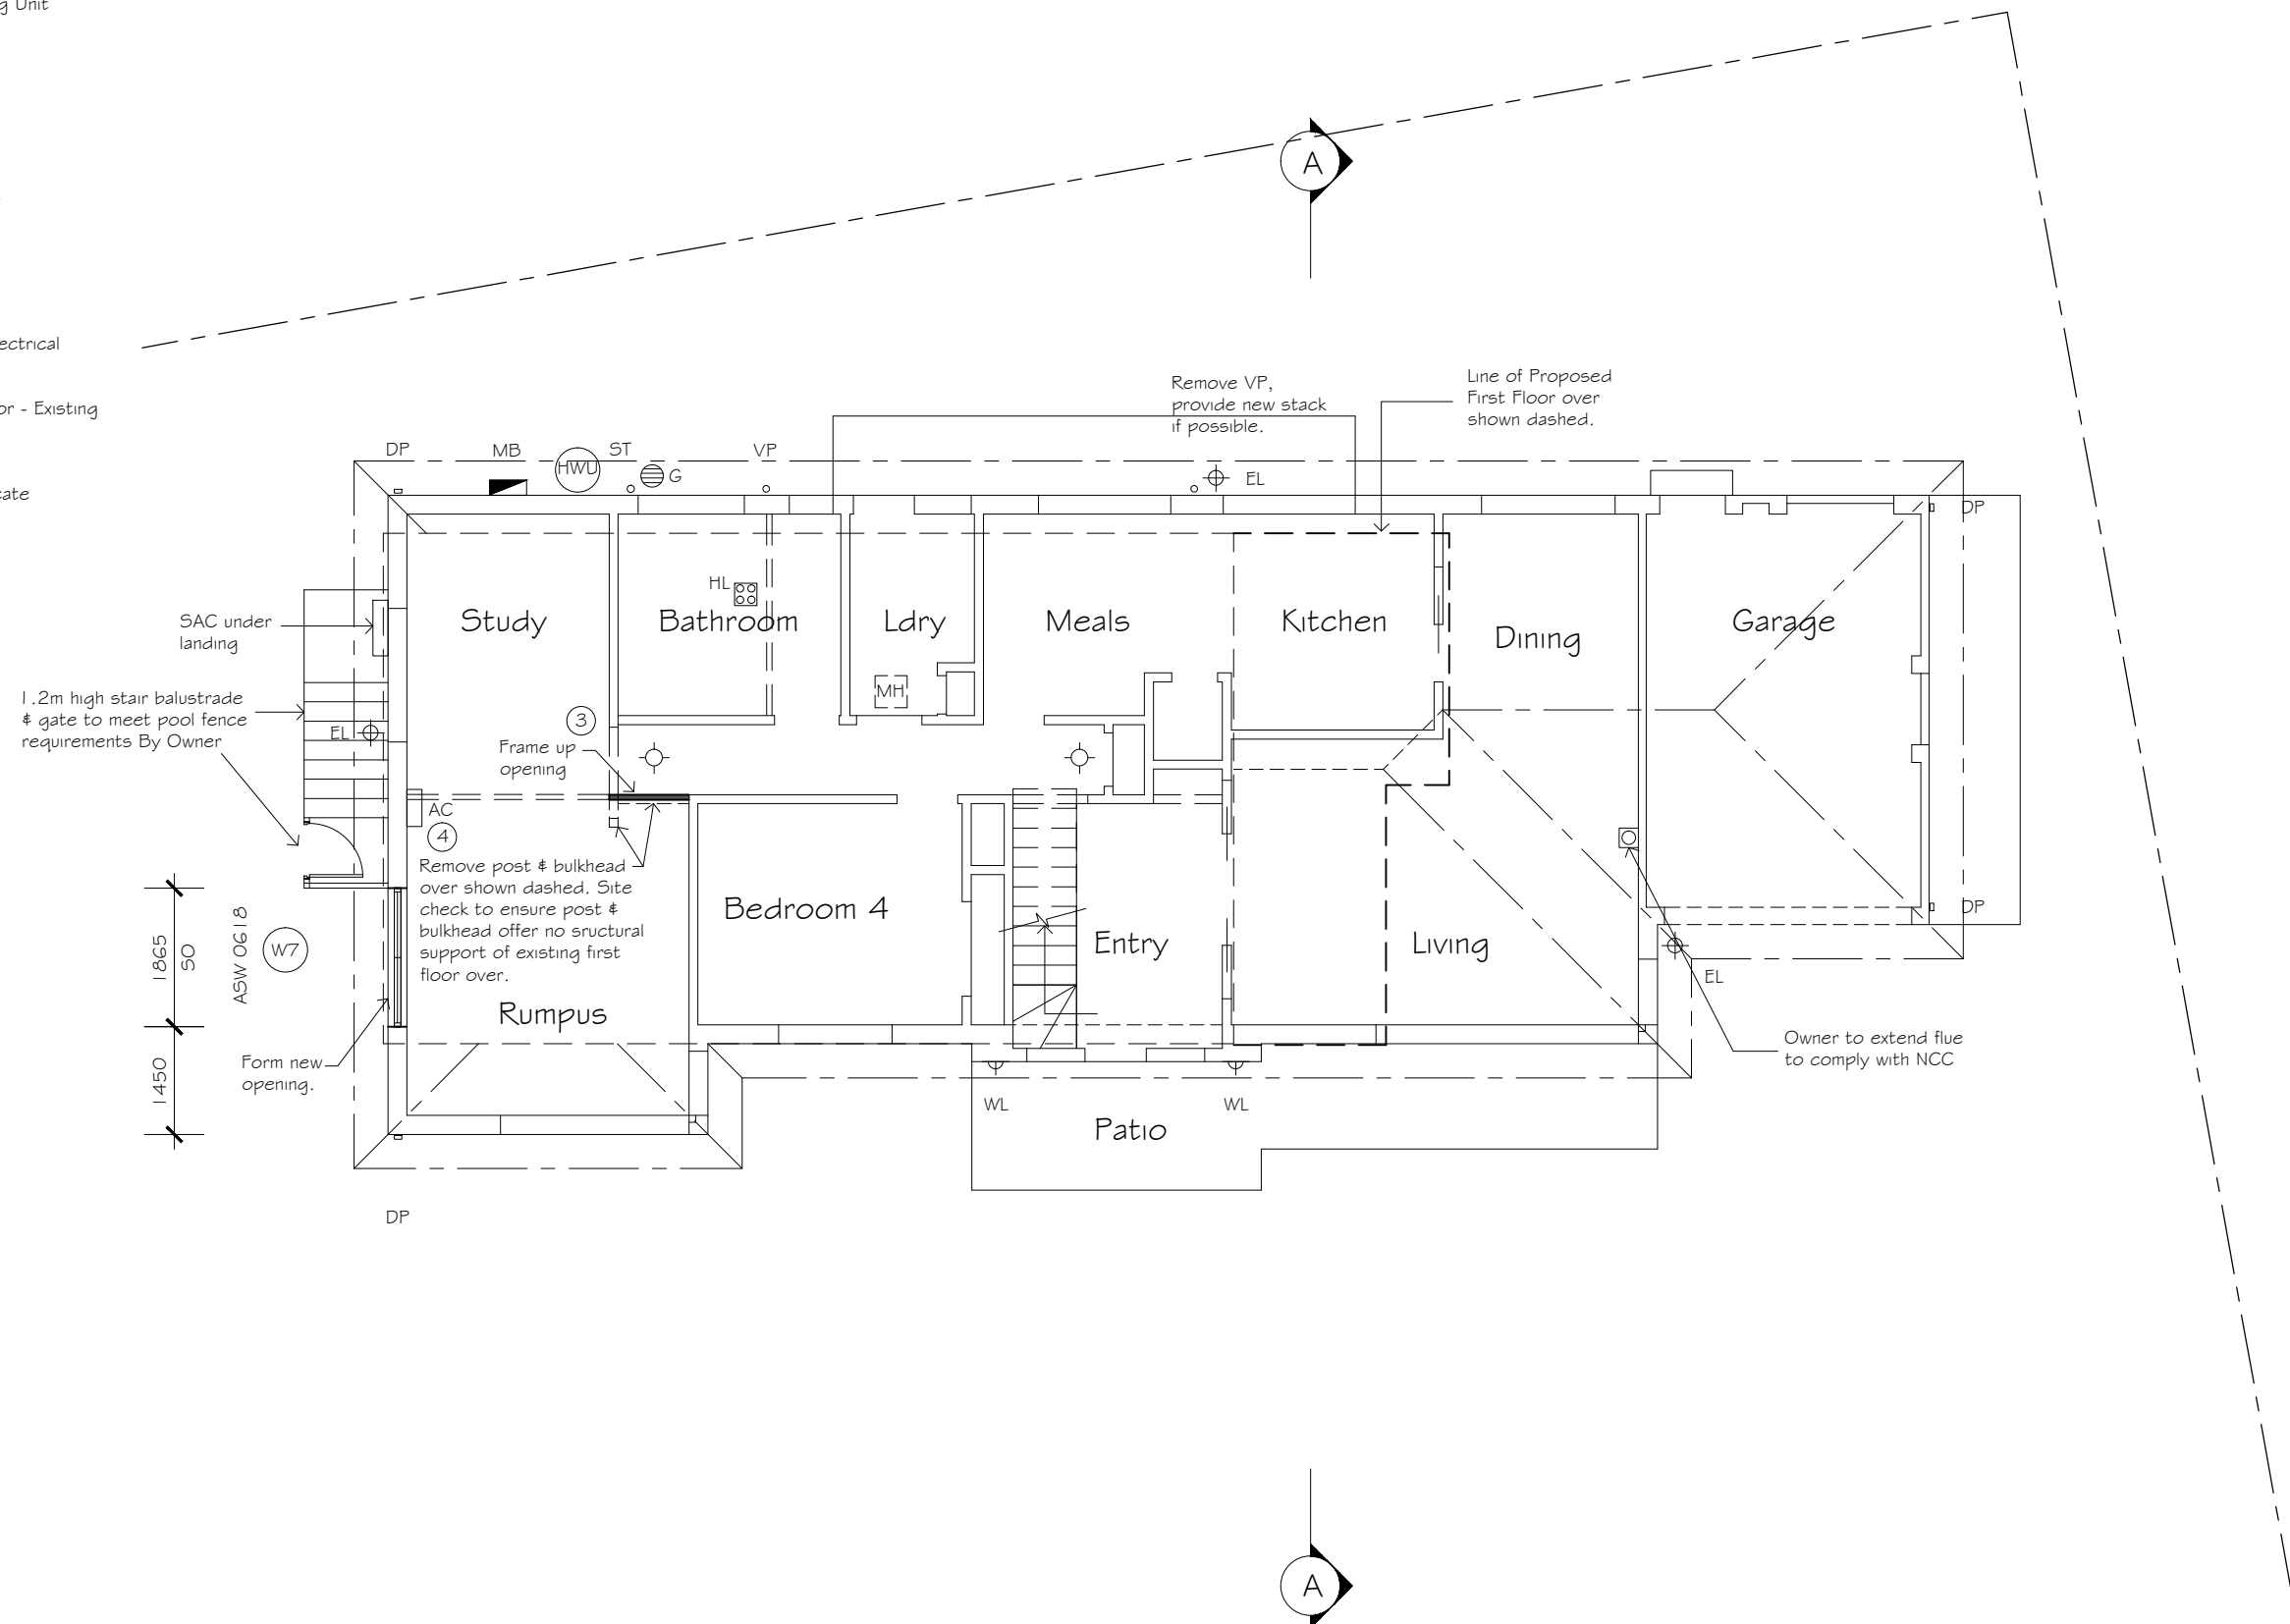 g Unit
A
ectrical
or - Existing
ate
Remove VP,
provide new stack
if possible.
Line of Proposed
First Floor over
shown dashed.
DP
MB
HWU
ST
G
VP
EL
DP
SAC under
landing
Study
HL
Bathroom
Ldry
Meals
Kitchen
Dining
Garage
MH
1.2m high stair balustrade
& gate to meet pool fence
requirements By Owner
EL
3
Frame up
opening
AC
4
Remove post & bulkhead
over shown dashed. Site
check to ensure post &
bulkhead offer no sructural
support of existing first
floor over.
Bedroom 4
Entry
Living
DP
EL
1865
50
ASW 0618
W7
Rumpus
Form new
opening.
1450
Owner to extend flue
to comply with NCC
WL
WL
Patio
DP
A